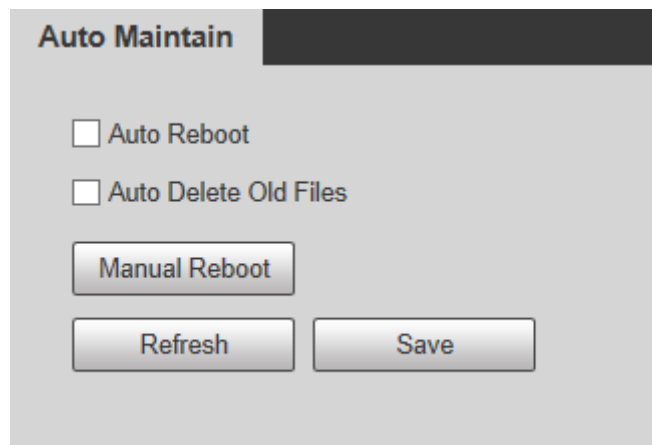 Auto Maintain
Auto Reboot
Auto Delete Old Files
Manual Reboot
Refresh Save